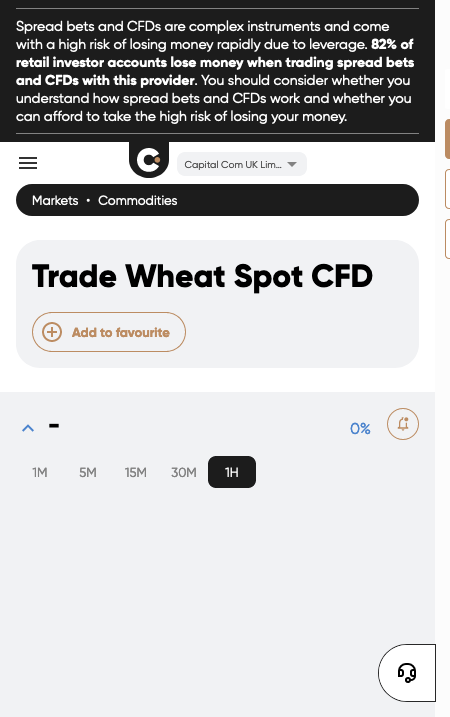 Spread bets and CFDs are complex instruments and come
with a high risk of losing money rapidly due to leverage. 82% of
retail investor accounts lose money when trading spread bets
and CFDs with this provider. You should consider whether you
understand how spread bets and CFDs work and whether you
can afford to take the high risk of losing your money.
Capital Com UK Lim...
Markets • Commodities
Trade Wheat Spot CFD
Add to favourite
-
0%
1M 5M 15M 30M 1H